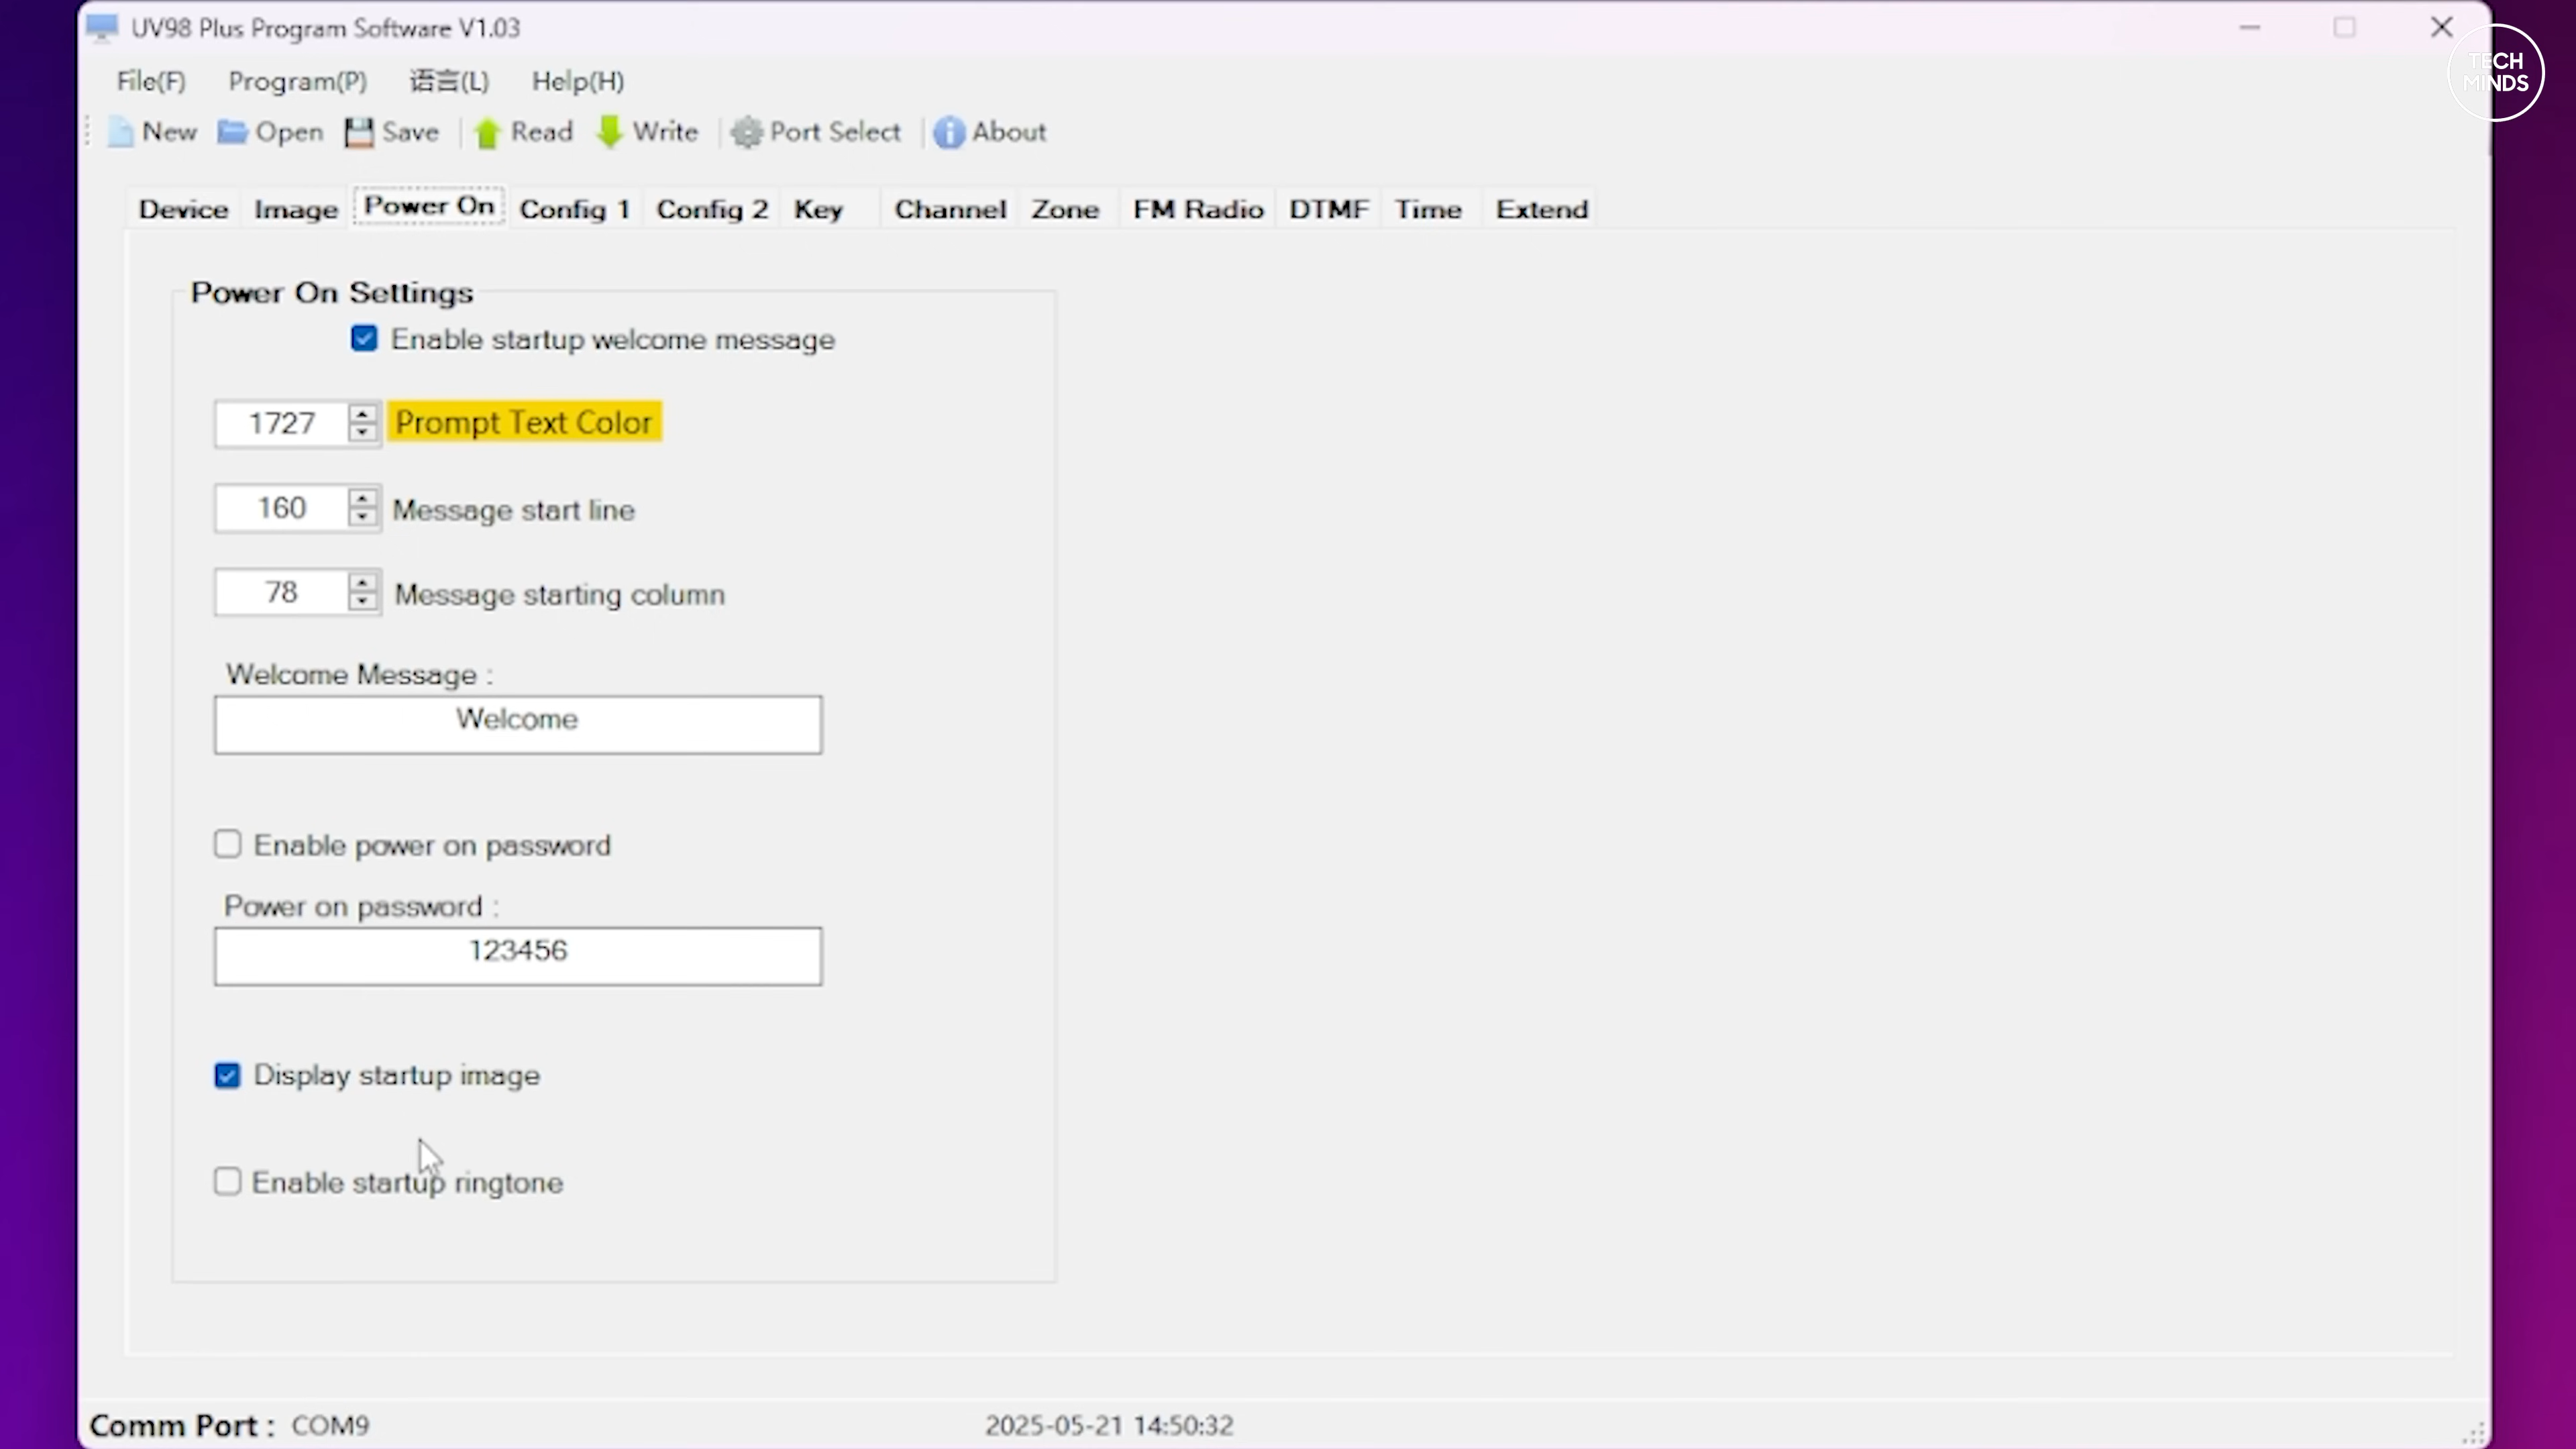 UV98 Plus Program Software V1.03
TECH
MINDS
File(F) Program(P) 语言(L) Help(H)
New Open Save Read Write Port Select About
Device Image Power On Config 1 Config 2 Key Channel Zone FM Radio DTMF Time Extend
Power On Settings
Enable startup welcome message
1727 Prompt Text Color
160 Message start line
78 Message starting column
Welcome Message :
Welcome
Enable power on password
Power on password :
123456
Display startup image
Enable startup ringtone
Comm Port : COM9 2025-05-21 14:50:32